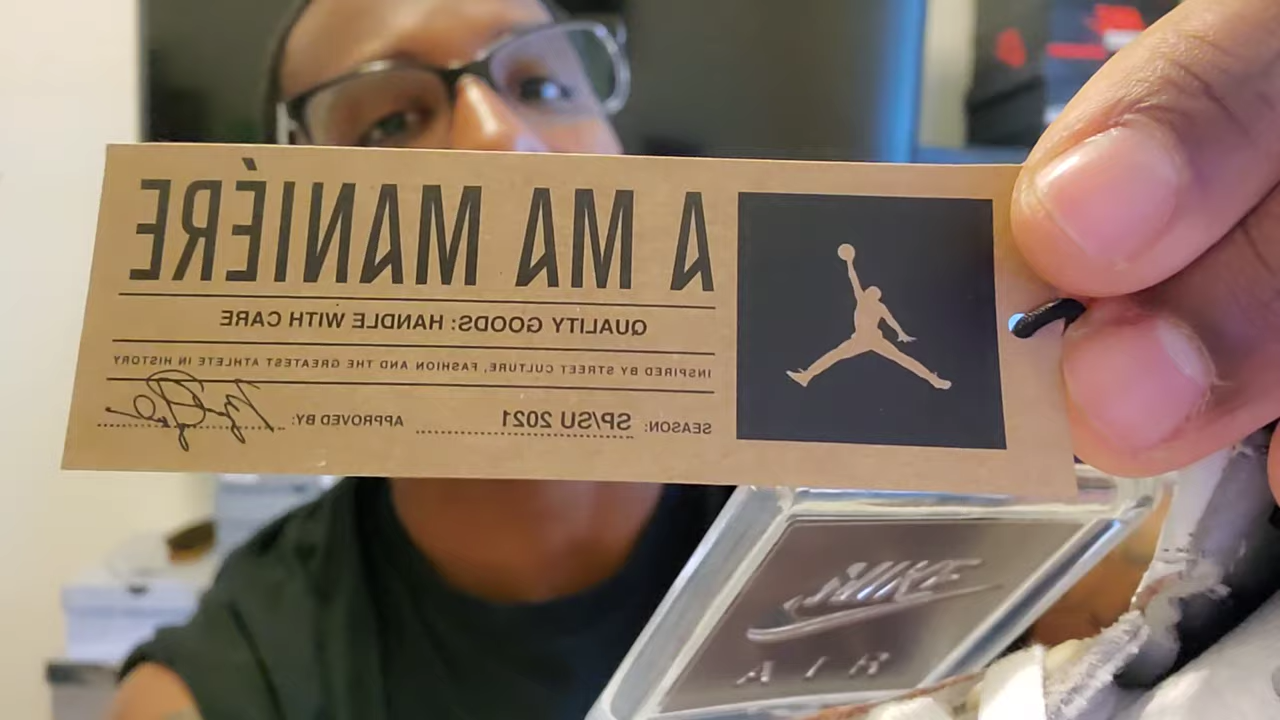 A MA MANIÉRE
QUALITY GOODS: HANDLE WITH CARE
INSPIRED BY STREET CULTURE, FASHION AND THE GREATEST ATHLETE IN HISTORY
SEASON: SP/SU 2021 APPROVED BY:
NIKE
AIR